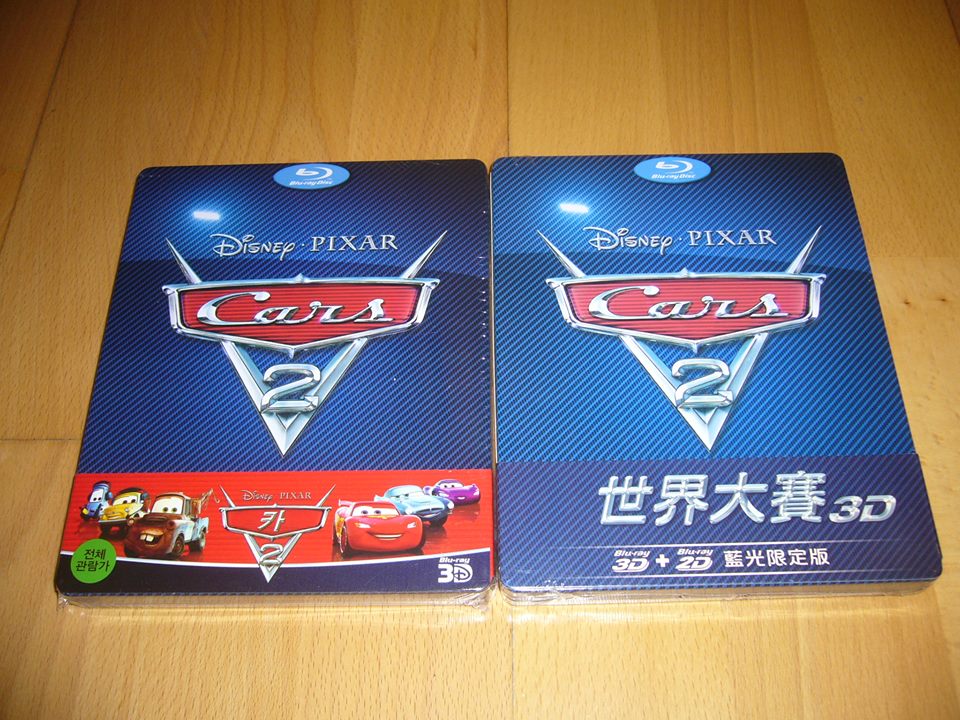 Blu-ray Disc
DISNEY · PIXAR
Cars
2
DISNEY PIXAR
카
2
전체
관람가
Blu-ray
3D
Blu-ray Disc
DISNEY · PIXAR
Cars
2
世界大賽 3D
Blu-ray 3D + Blu-ray 2D 藍光限定版